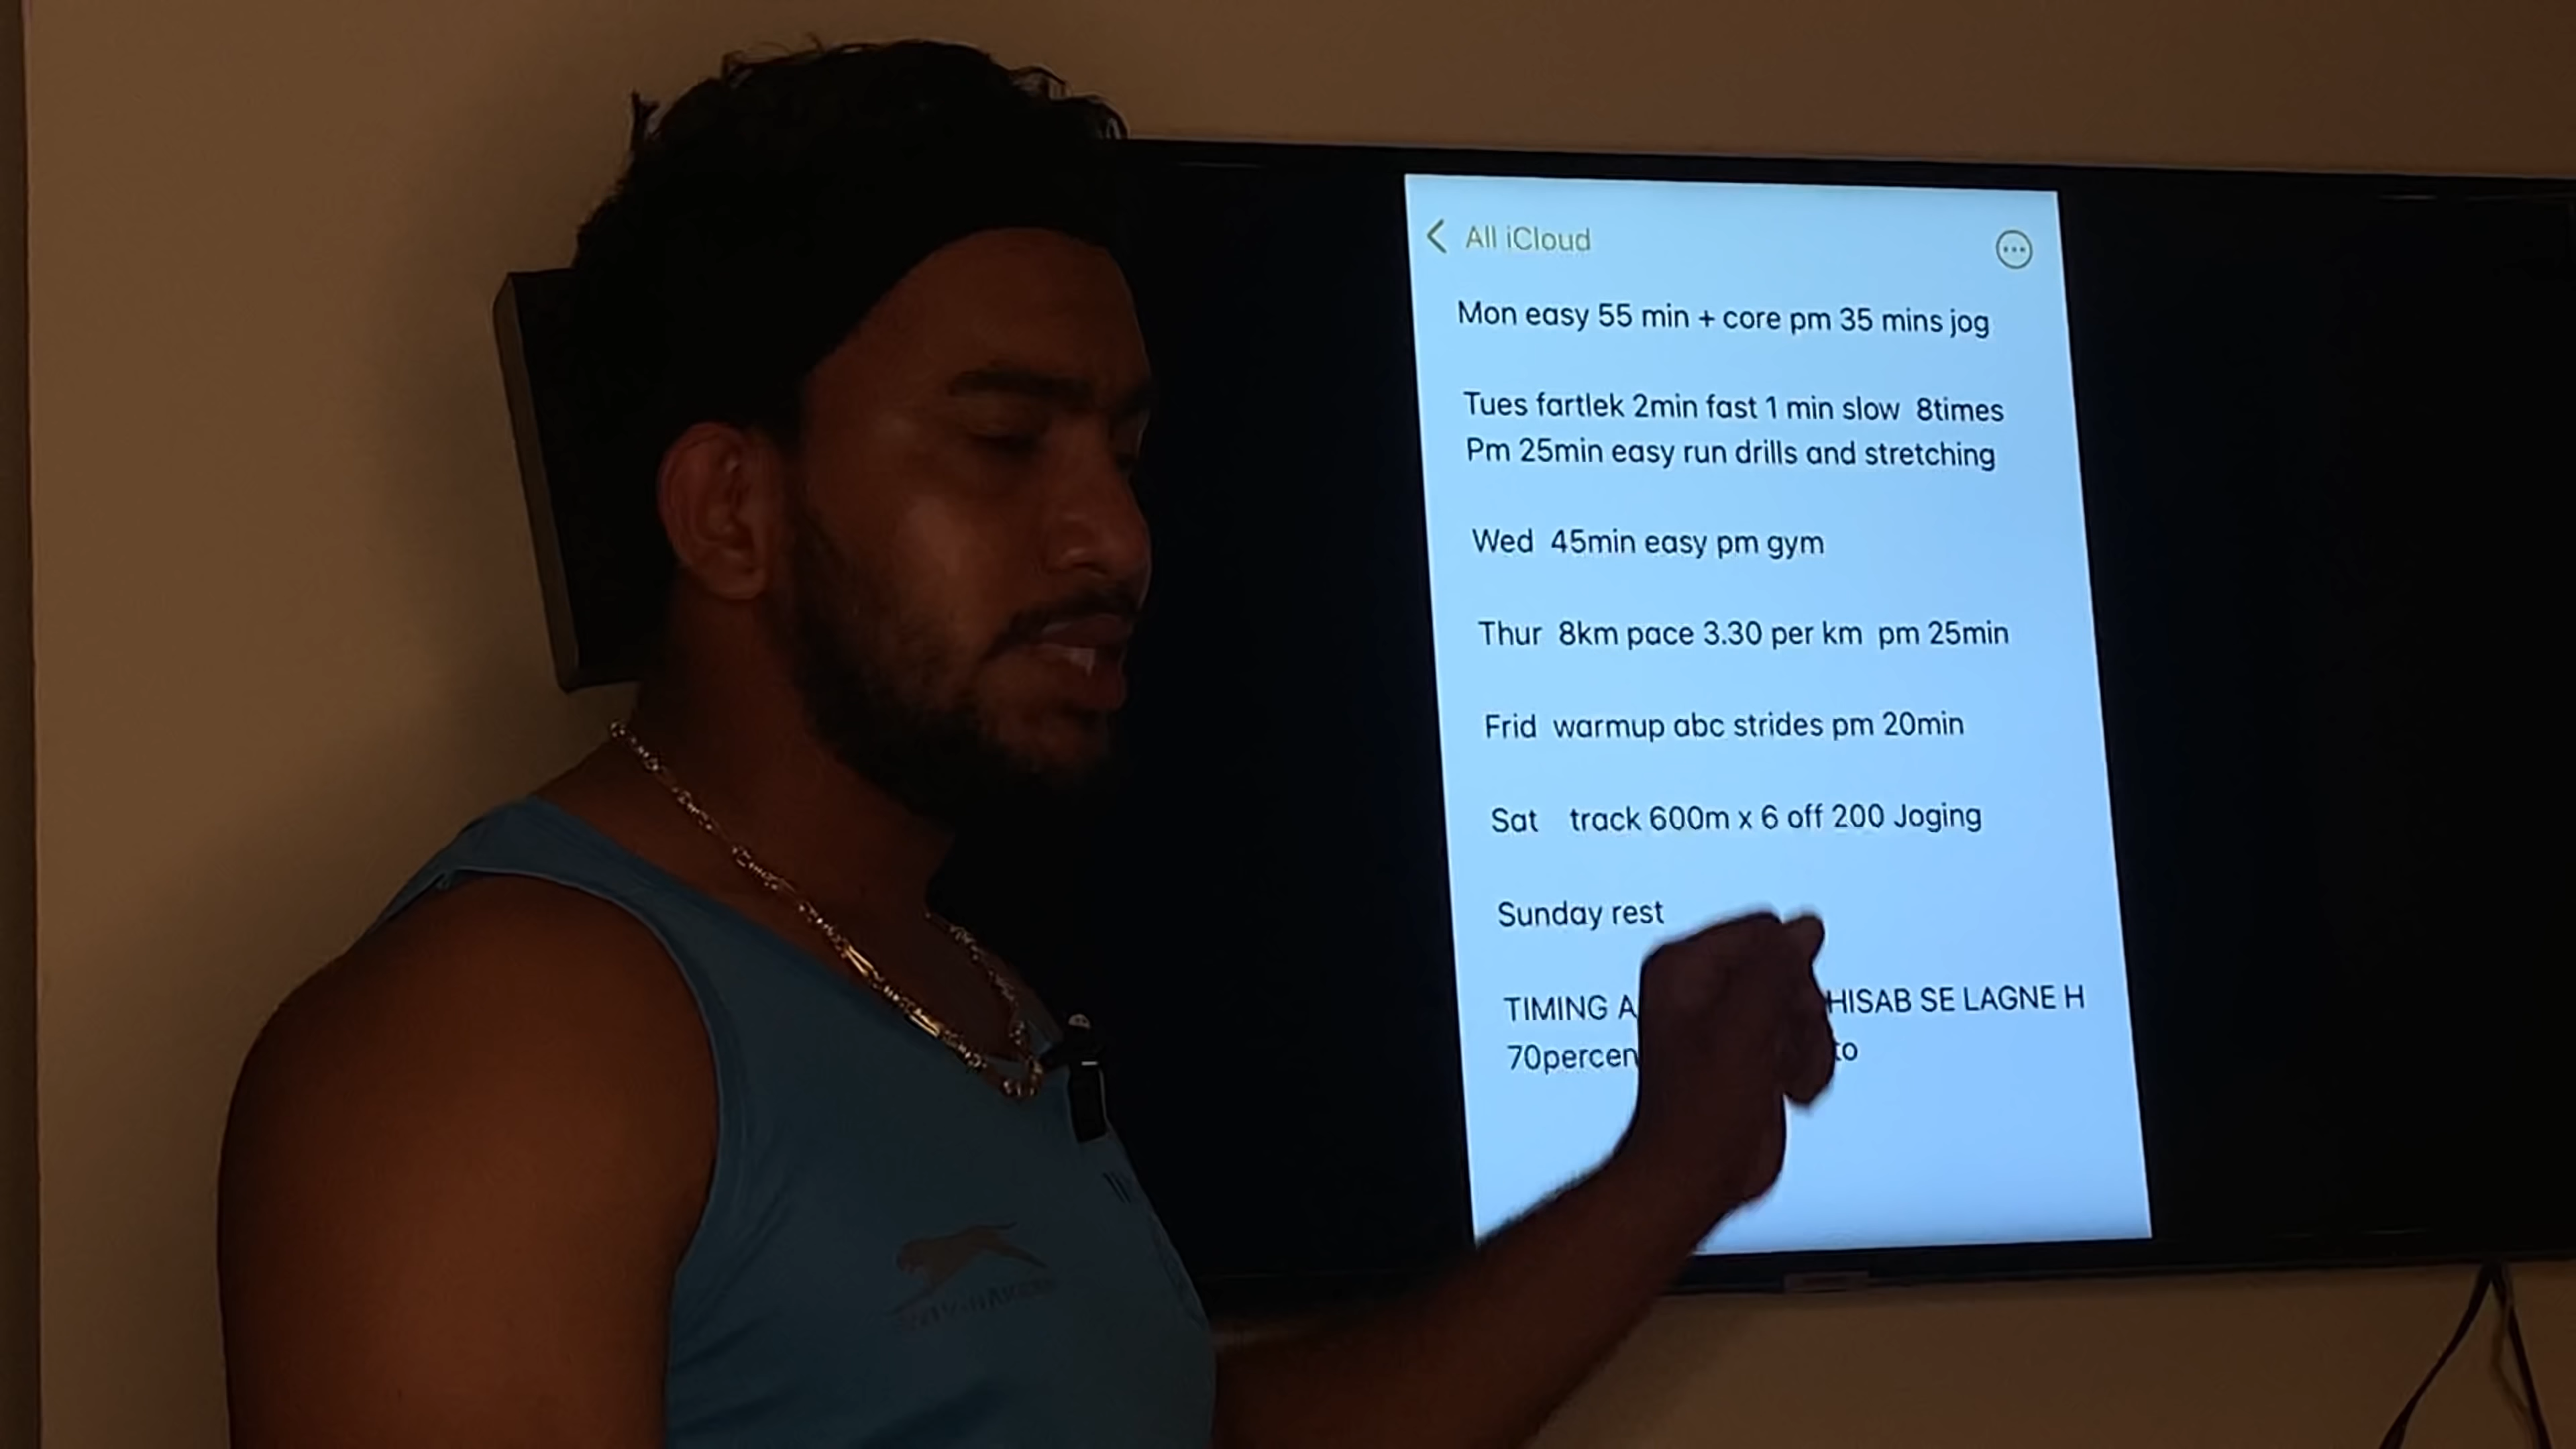 All iCloud
Mon easy 55 min + core pm 35 mins jog
Tues fartlek 2min fast 1 min slow 8times
Pm 25min easy run drills and stretching
Wed 45min easy pm gym
Thur 8km pace 3.30 per km pm 25min
Frid warmup abc strides pm 20min
Sat track 600m x 6 off 200 Joging
Sunday rest
TIMING HISAB SE LAGNE H